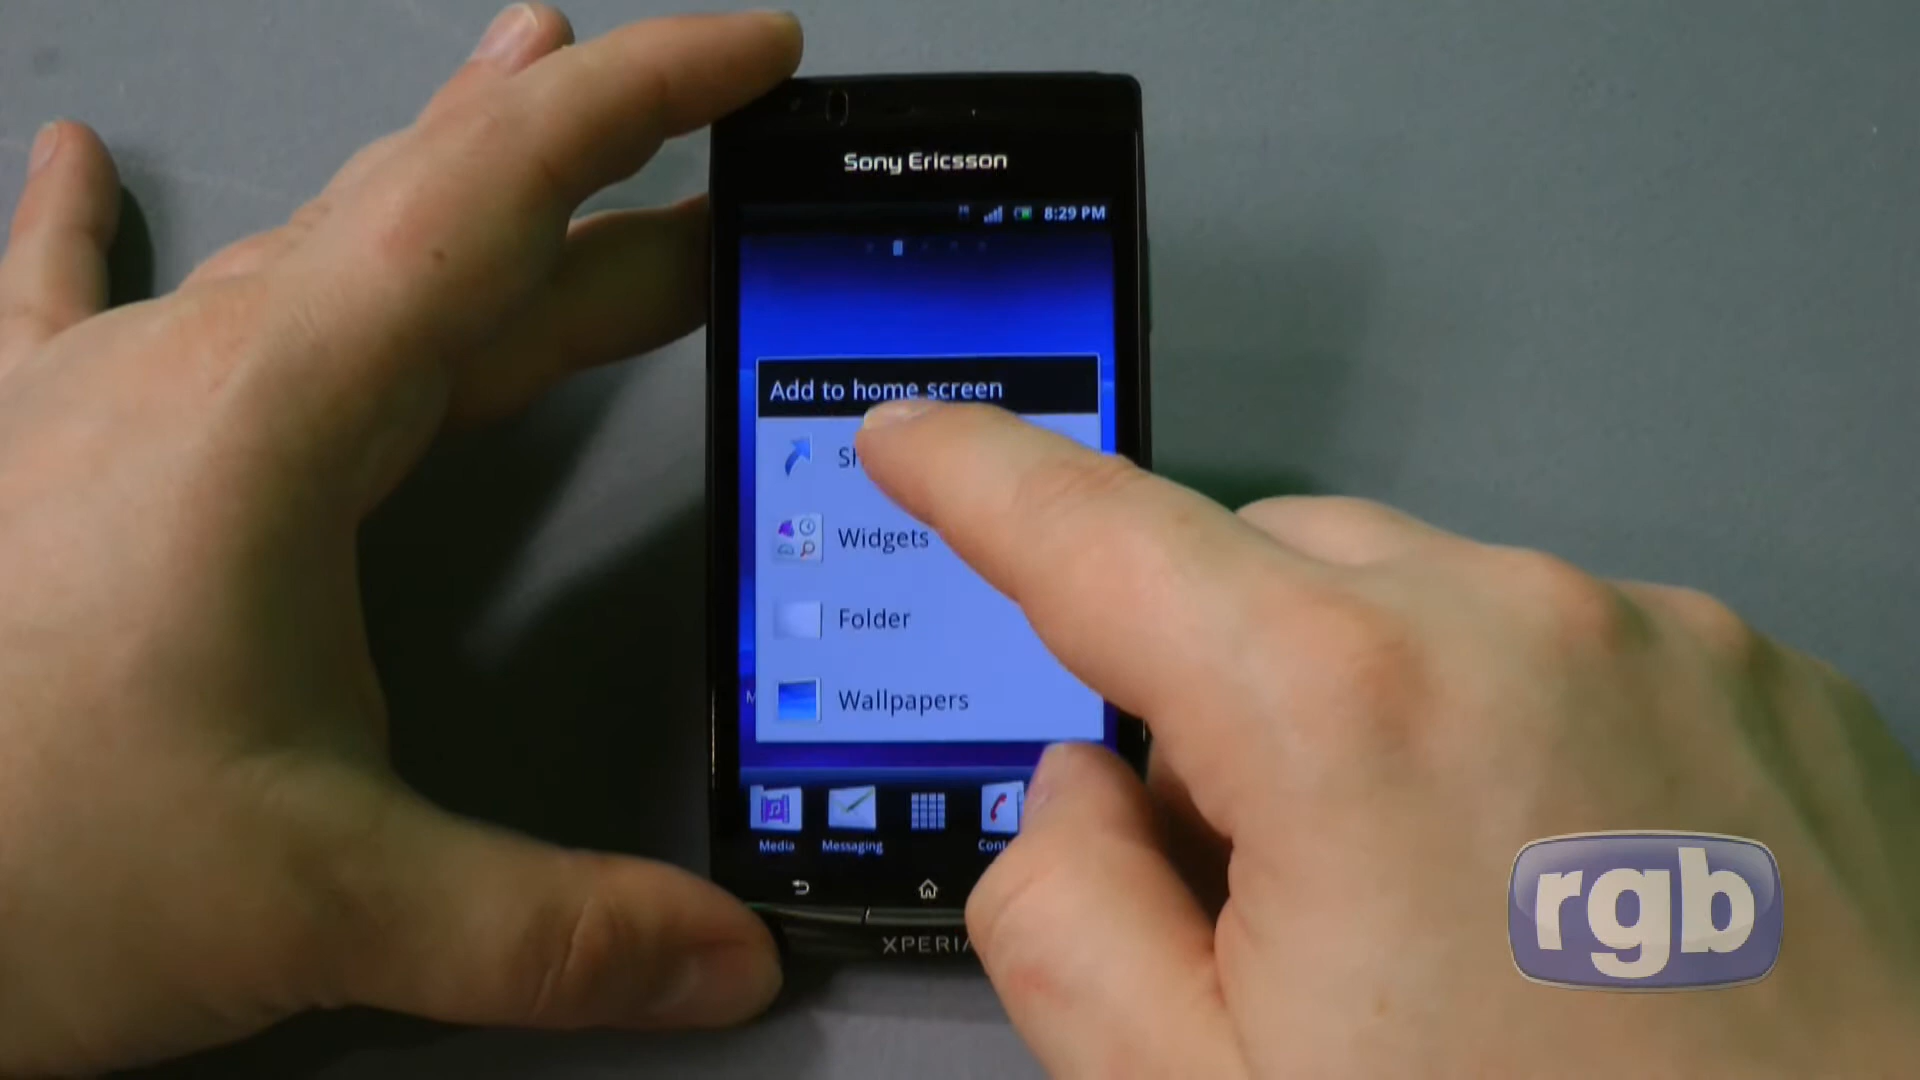 Sony Ericsson
8:29 PM
Add to home screen
Widgets
Folder
Wallpapers
Media
Messaging
XPERIA
rgb